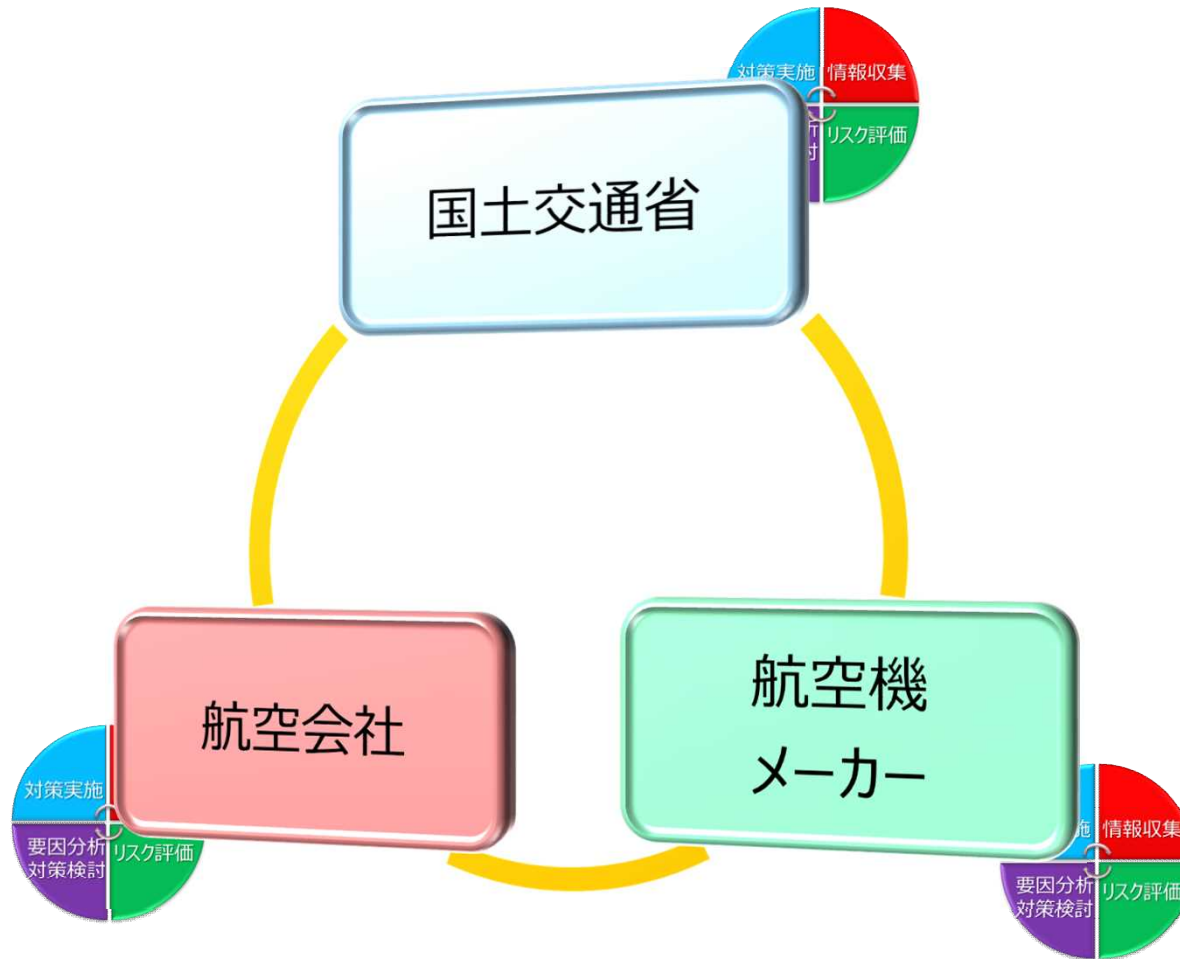 対策実施
情報収集
析
討
リスク評価
国土交通省
航空会社
航空機
メーカー
対策実施
要因分析
対策検討
リスク評価
施
情報収集
要因分析
対策検討
リスク評価